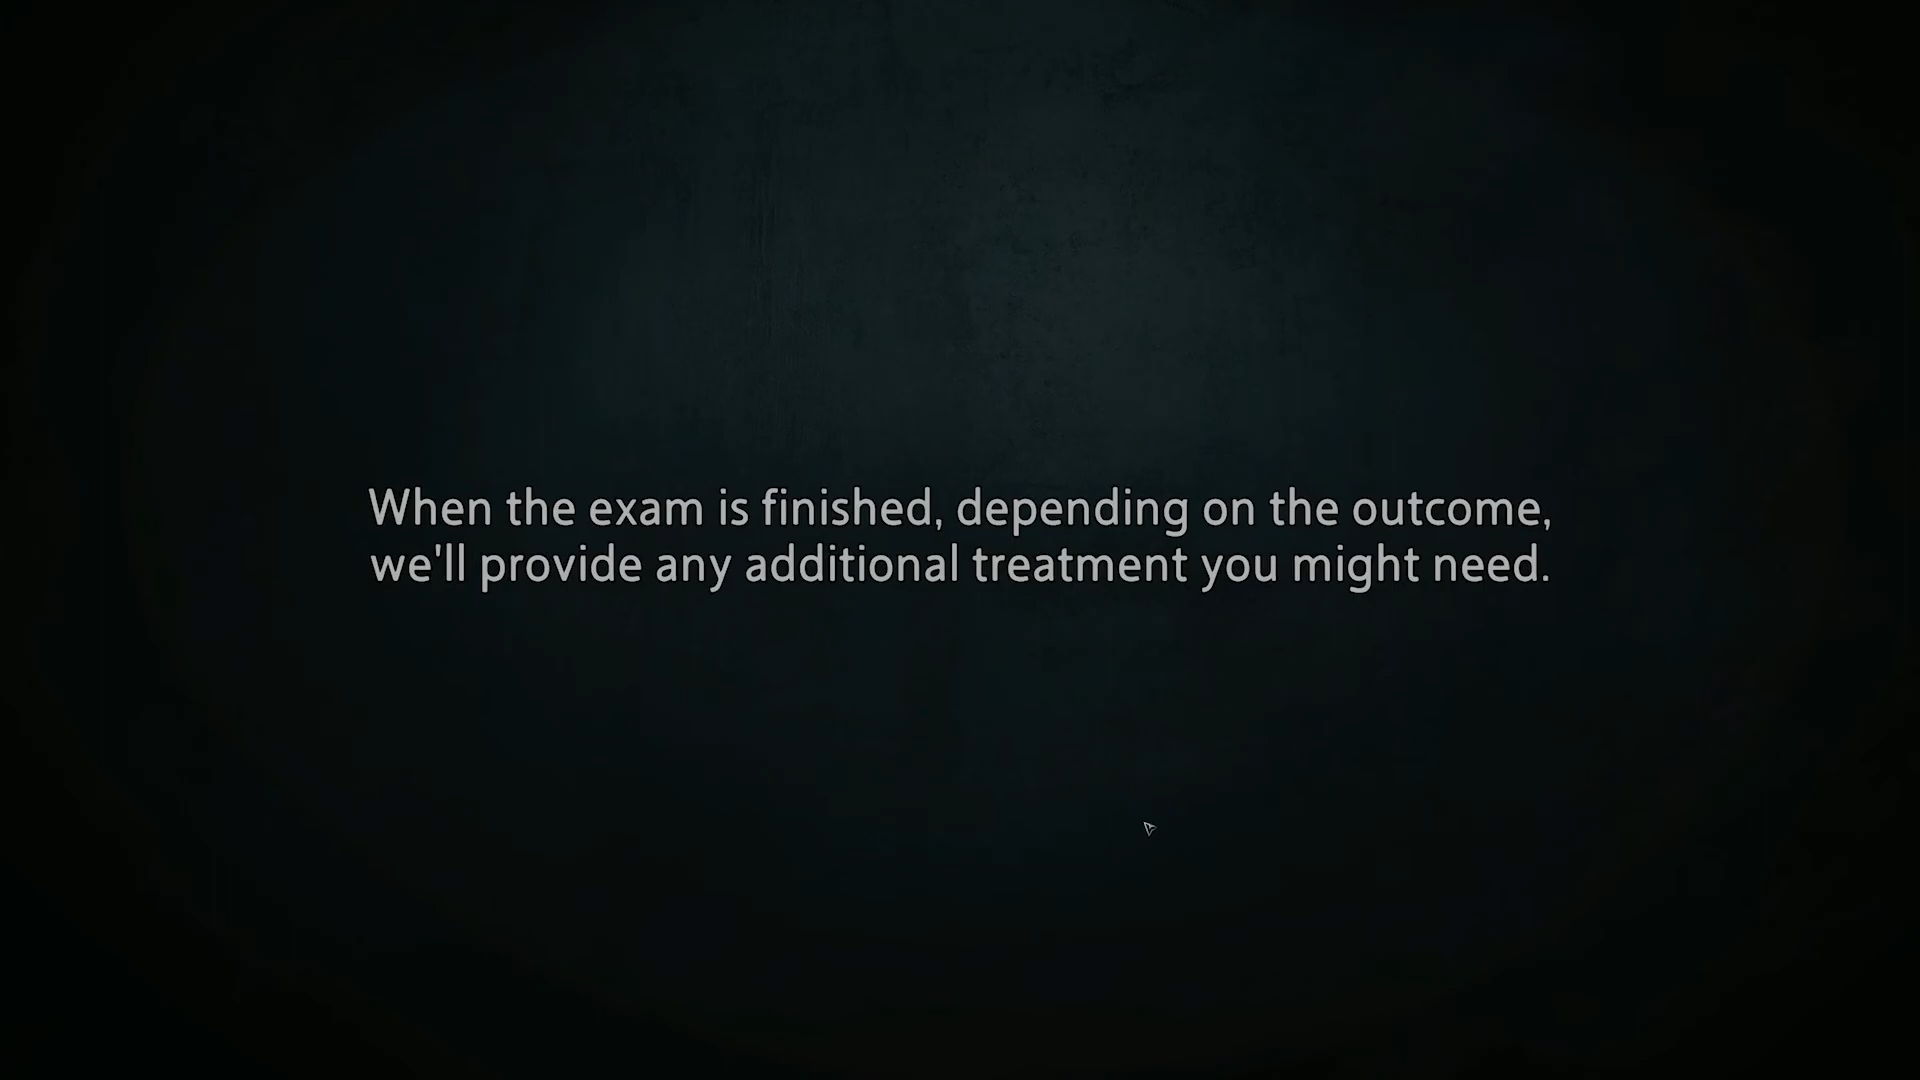 When the exam is finished, depending on the outcome,
we'll provide any additional treatment you might need.